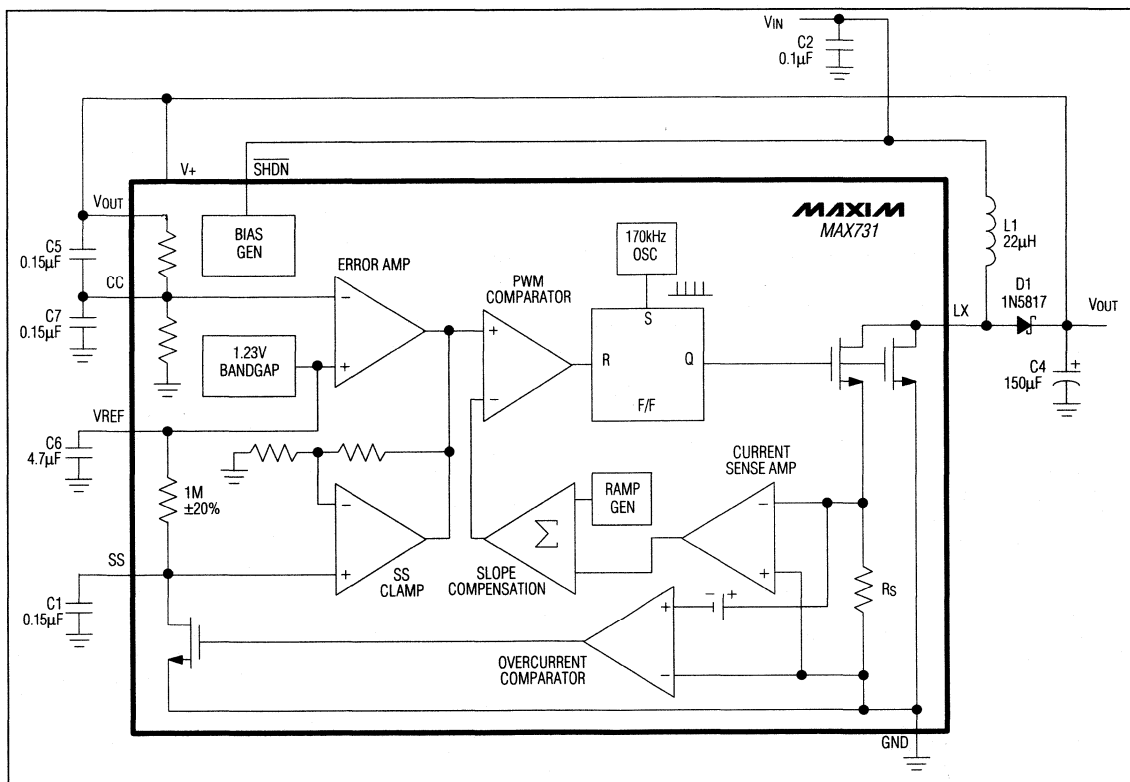 VIN
C2
0.1µF
V+
SHDN
VOUT
C5
0.15µF
CC
C7
0.15µF
BIAS
GEN
ERROR AMP
−
+
1.23V
BANDGAP
VREF
C6
4.7µF
1M
±20%
SS
C1
0.15µF
−
+
SS
CLAMP
PWM
COMPARATOR
+
−
170kHz
OSC
S
R
Q
F/F
MAXIM
MAX731
L1
22µH
D1
1N5817
LX
VOUT
+
C4
150µF
RAMP
GEN
Σ
SLOPE
COMPENSATION
CURRENT
SENSE AMP
−
+
RS
− +
+
−
OVERCURRENT
COMPARATOR
GND